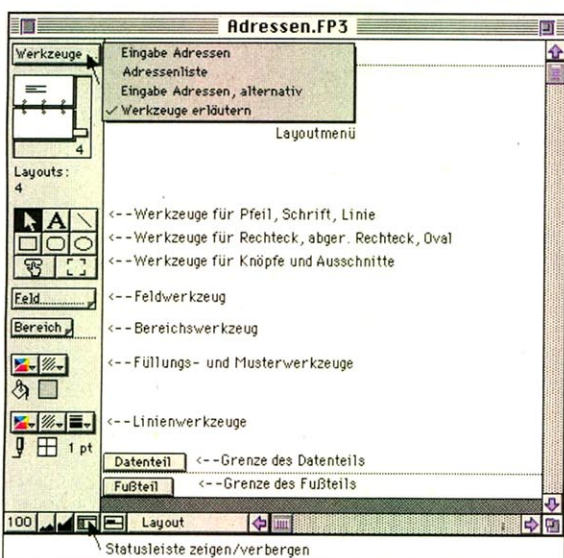 Adressen.FP3
Werkzeuge
Eingabe Adressen
Adressenliste
Eingabe Adressen, alternativ
✓ Werkzeuge erläutern
Layoutmenü
4
Layouts:
4
A
<--Werkzeuge für Pfeil, Schrift, Linie
<--Werkzeuge für Rechteck, abger. Rechteck, Oval
<--Werkzeuge für Knöpfe und Ausschnitte
Feld
<--Feldwerkzeug
Bereich
<--Bereichswerkzeug
<--Füllungs- und Musterwerkzeuge
<--Linienwerkzeuge
1 pt
Datenteil
<--Grenze des Datenteils
Fußteil
<--Grenze des Fußteils
100
Layout
Statusleiste zeigen/verbergen